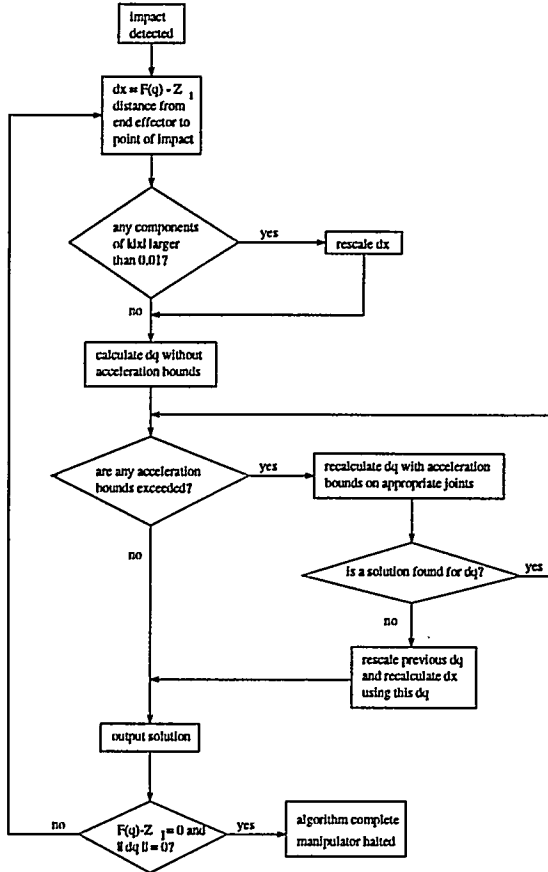 impact
detected
dx = F(q) - Z 1
distance from
end effector to
point of impact
any components
of |dx| larger
than 0.01?
yes
rescale dx
no
calculate dq without
acceleration bounds
are any acceleration
bounds exceeded?
yes
recalculate dq with acceleration
bounds on appropriate joints
no
is a solution found for dq?
yes
no
rescale previous dq
and recalculate dx
using this dq
output solution
no
F(q)-Z 1 = 0 and
|| dq || = 0?
yes
algorithm complete
manipulator halted